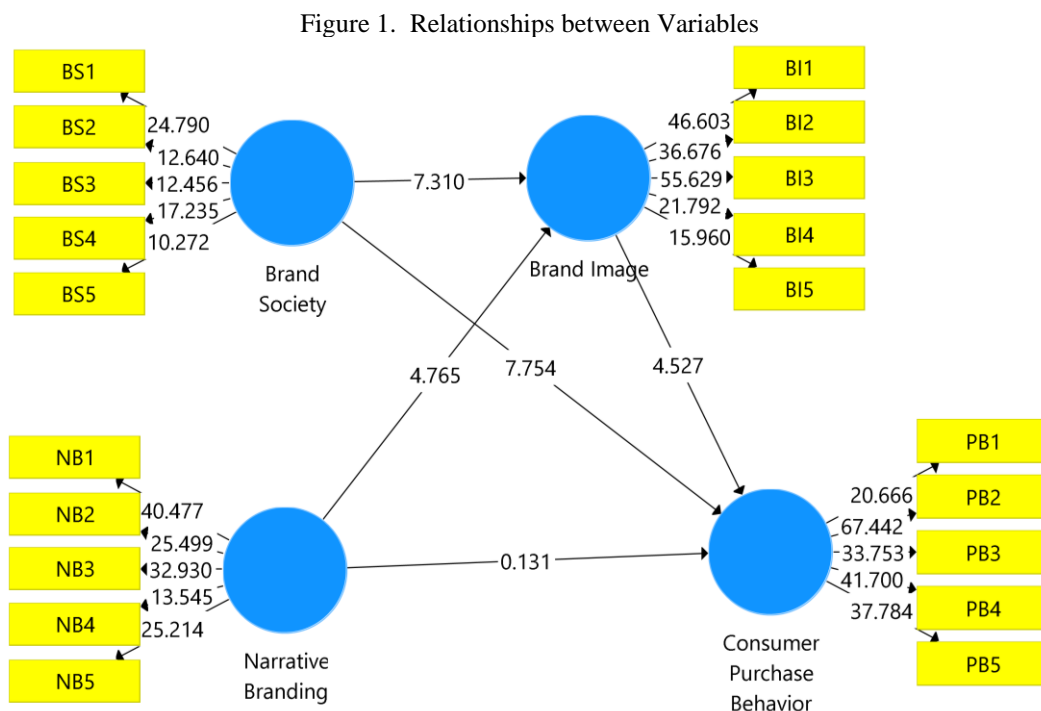 Figure 1. Relationships between Variables
BS1
BS2
BS3
BS4
BS5
24.790
12.640
12.456
17.235
10.272
Brand
Society
7.310
BI1
BI2
BI3
BI4
BI5
46.603
36.676
55.629
21.792
15.960
Brand Image
4.765
7.754
4.527
NB1
NB2
NB3
NB4
NB5
40.477
25.499
32.930
13.545
25.214
Narrative
Branding
0.131
PB1
PB2
PB3
PB4
PB5
20.666
67.442
33.753
41.700
37.784
Consumer
Purchase
Behavior